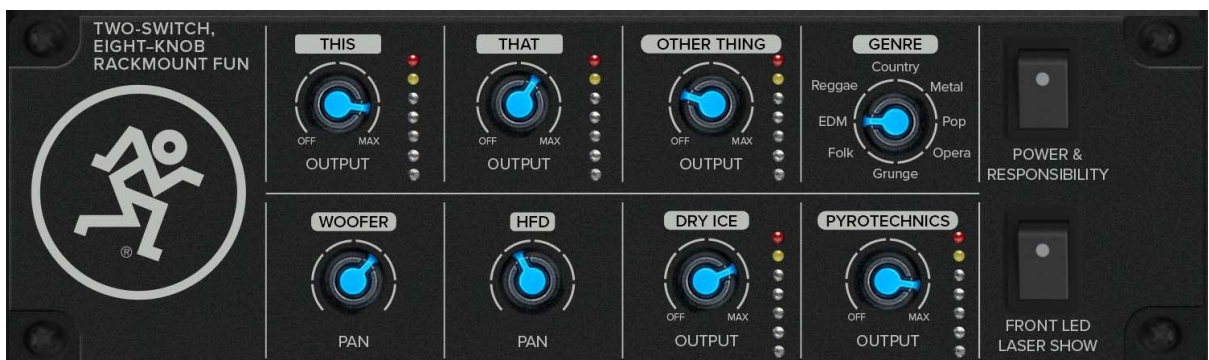 TWO-SWITCH,
EIGHT–KNOB
RACKMOUNT FUN
®
THIS
OFF
MAX
OUTPUT
THAT
OFF
MAX
OUTPUT
OTHER THING
OFF
MAX
OUTPUT
GENRE
Country
Reggae
Metal
EDM
Pop
Folk
Opera
Grunge
POWER &
RESPONSIBILITY
WOOFER
PAN
HFD
PAN
DRY ICE
OFF
MAX
OUTPUT
PYROTECHNICS
OFF
MAX
OUTPUT
FRONT LED
LASER SHOW